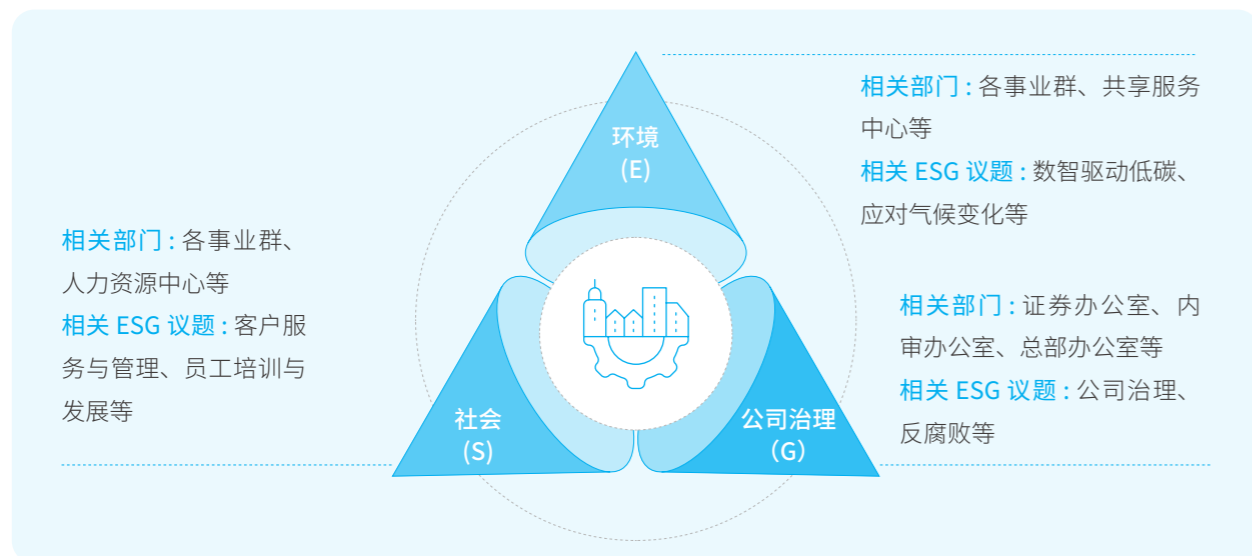 环境
(E)
相关部门 : 各事业群、共享服务
中心等
相关 ESG 议题 : 数智驱动低碳、
应对气候变化等
相关部门 : 各事业群、
人力资源中心等
相关 ESG 议题 : 客户服
务与管理、员工培训与
发展等
社会
(S)
公司治理
（G）
相关部门 : 证券办公室、内
审办公室、总部办公室等
相关 ESG 议题 : 公司治理、
反腐败等